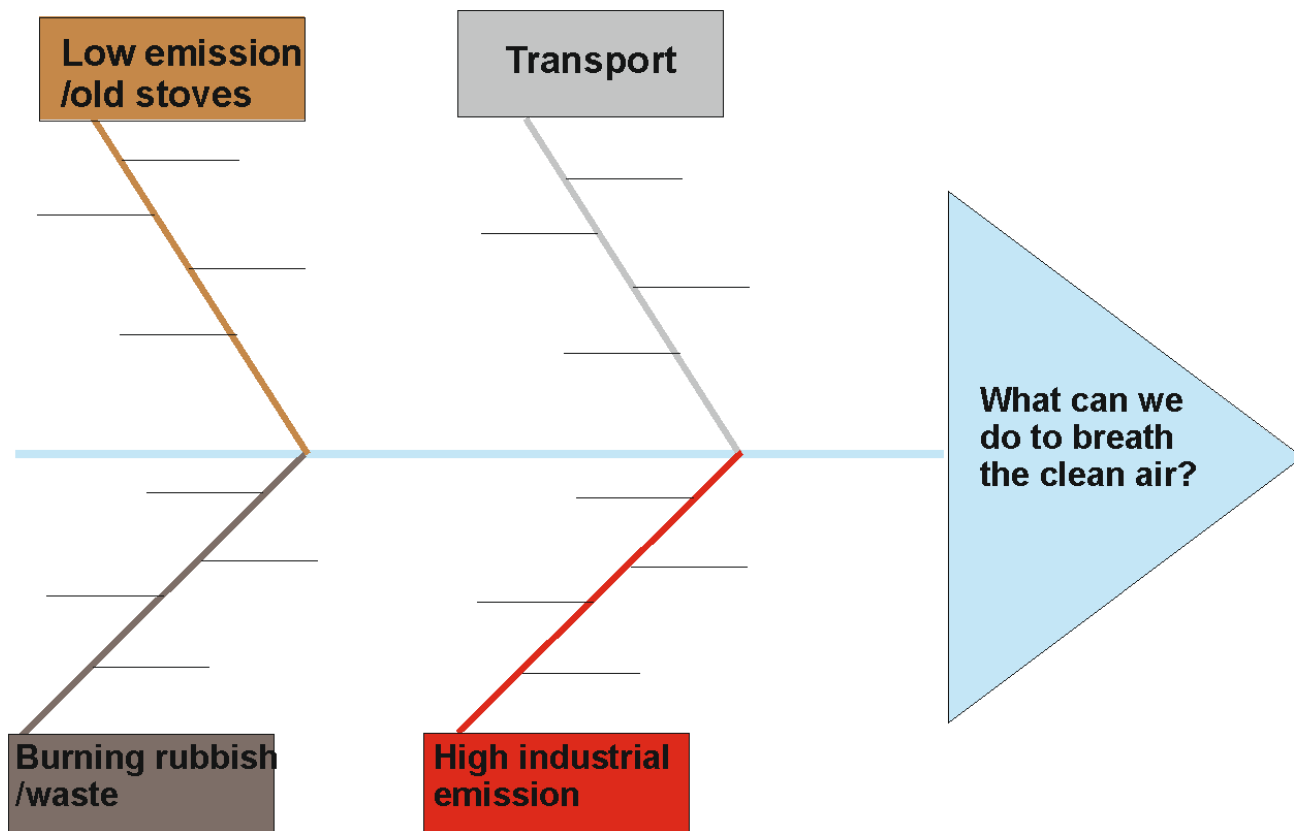 Low emission
/old stoves
Transport
What can we
do to breath
the clean air?
Burning rubbish
/waste
High industrial
emission